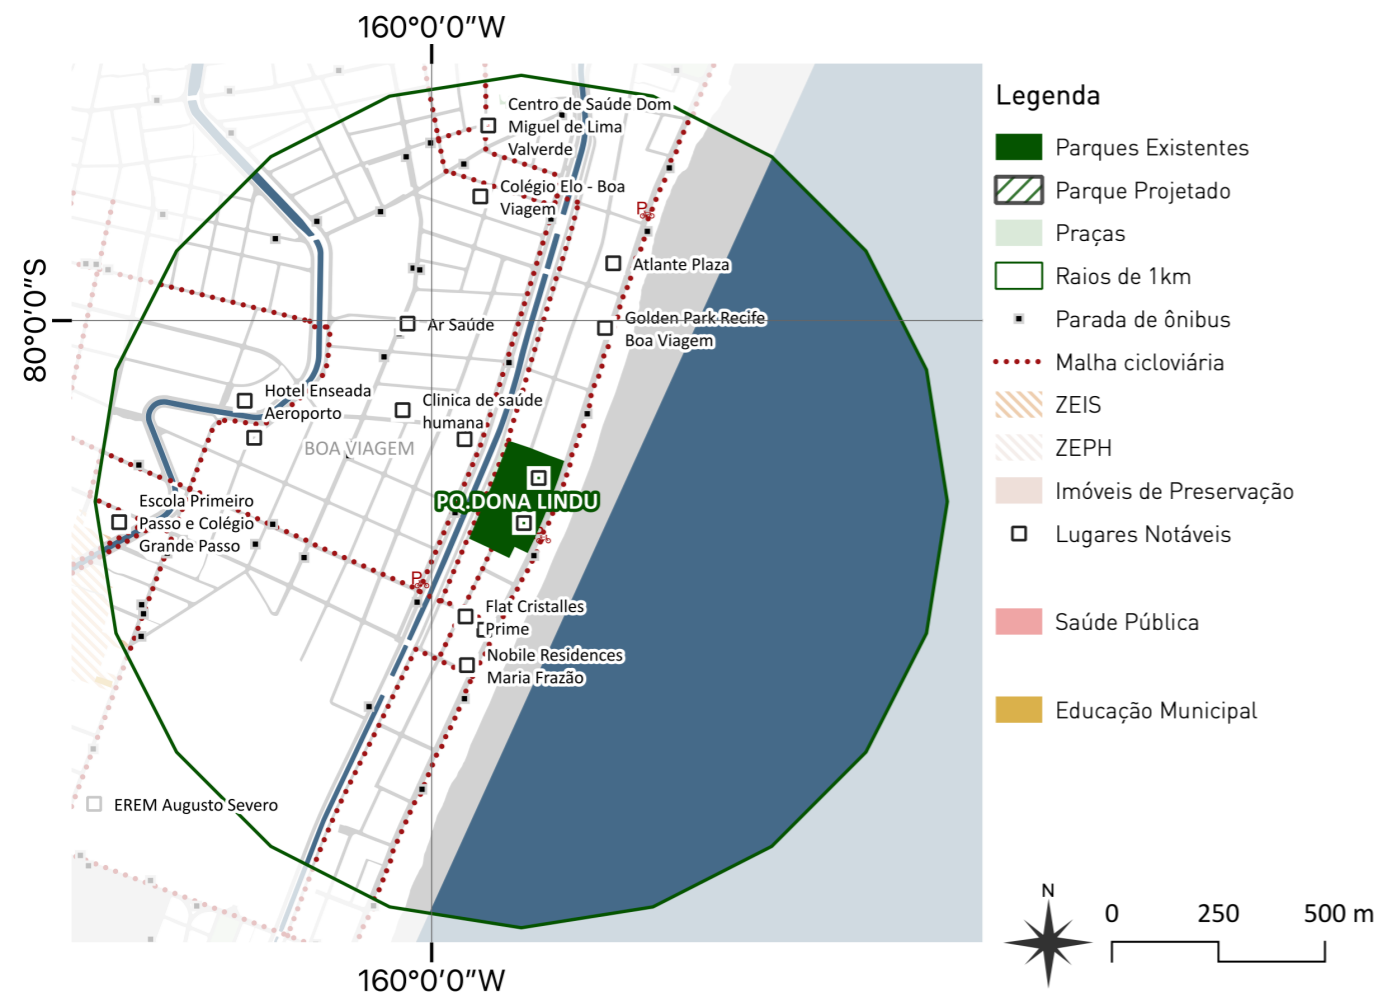 160°0'0"W
80°0'0"S
Centro de Saúde Dom
Miguel de Lima
Valverde
Colégio Elo - Boa
Viagem
P
Atlante Plaza
Golden Park Recife
Boa Viagem
Ar Saúde
Hotel Enseada
Aeroporto
Clinica de saúde
humana
BOA VIAGEM
PQ.DONA LINDU
Escola Primeiro
Passo e Colégio
Grande Passo
P
P
Flat Cristalles
Prime
Nobile Residences
Maria Frazão
EREM Augusto Severo
160°0'0"W
Legenda
Parques Existentes
Parque Projetado
Praças
Raios de 1km
Parada de ônibus
Malha cicloviária
ZEIS
ZEPH
Imóveis de Preservação
Lugares Notáveis
Saúde Pública
Educação Municipal
N
0 250 500 m